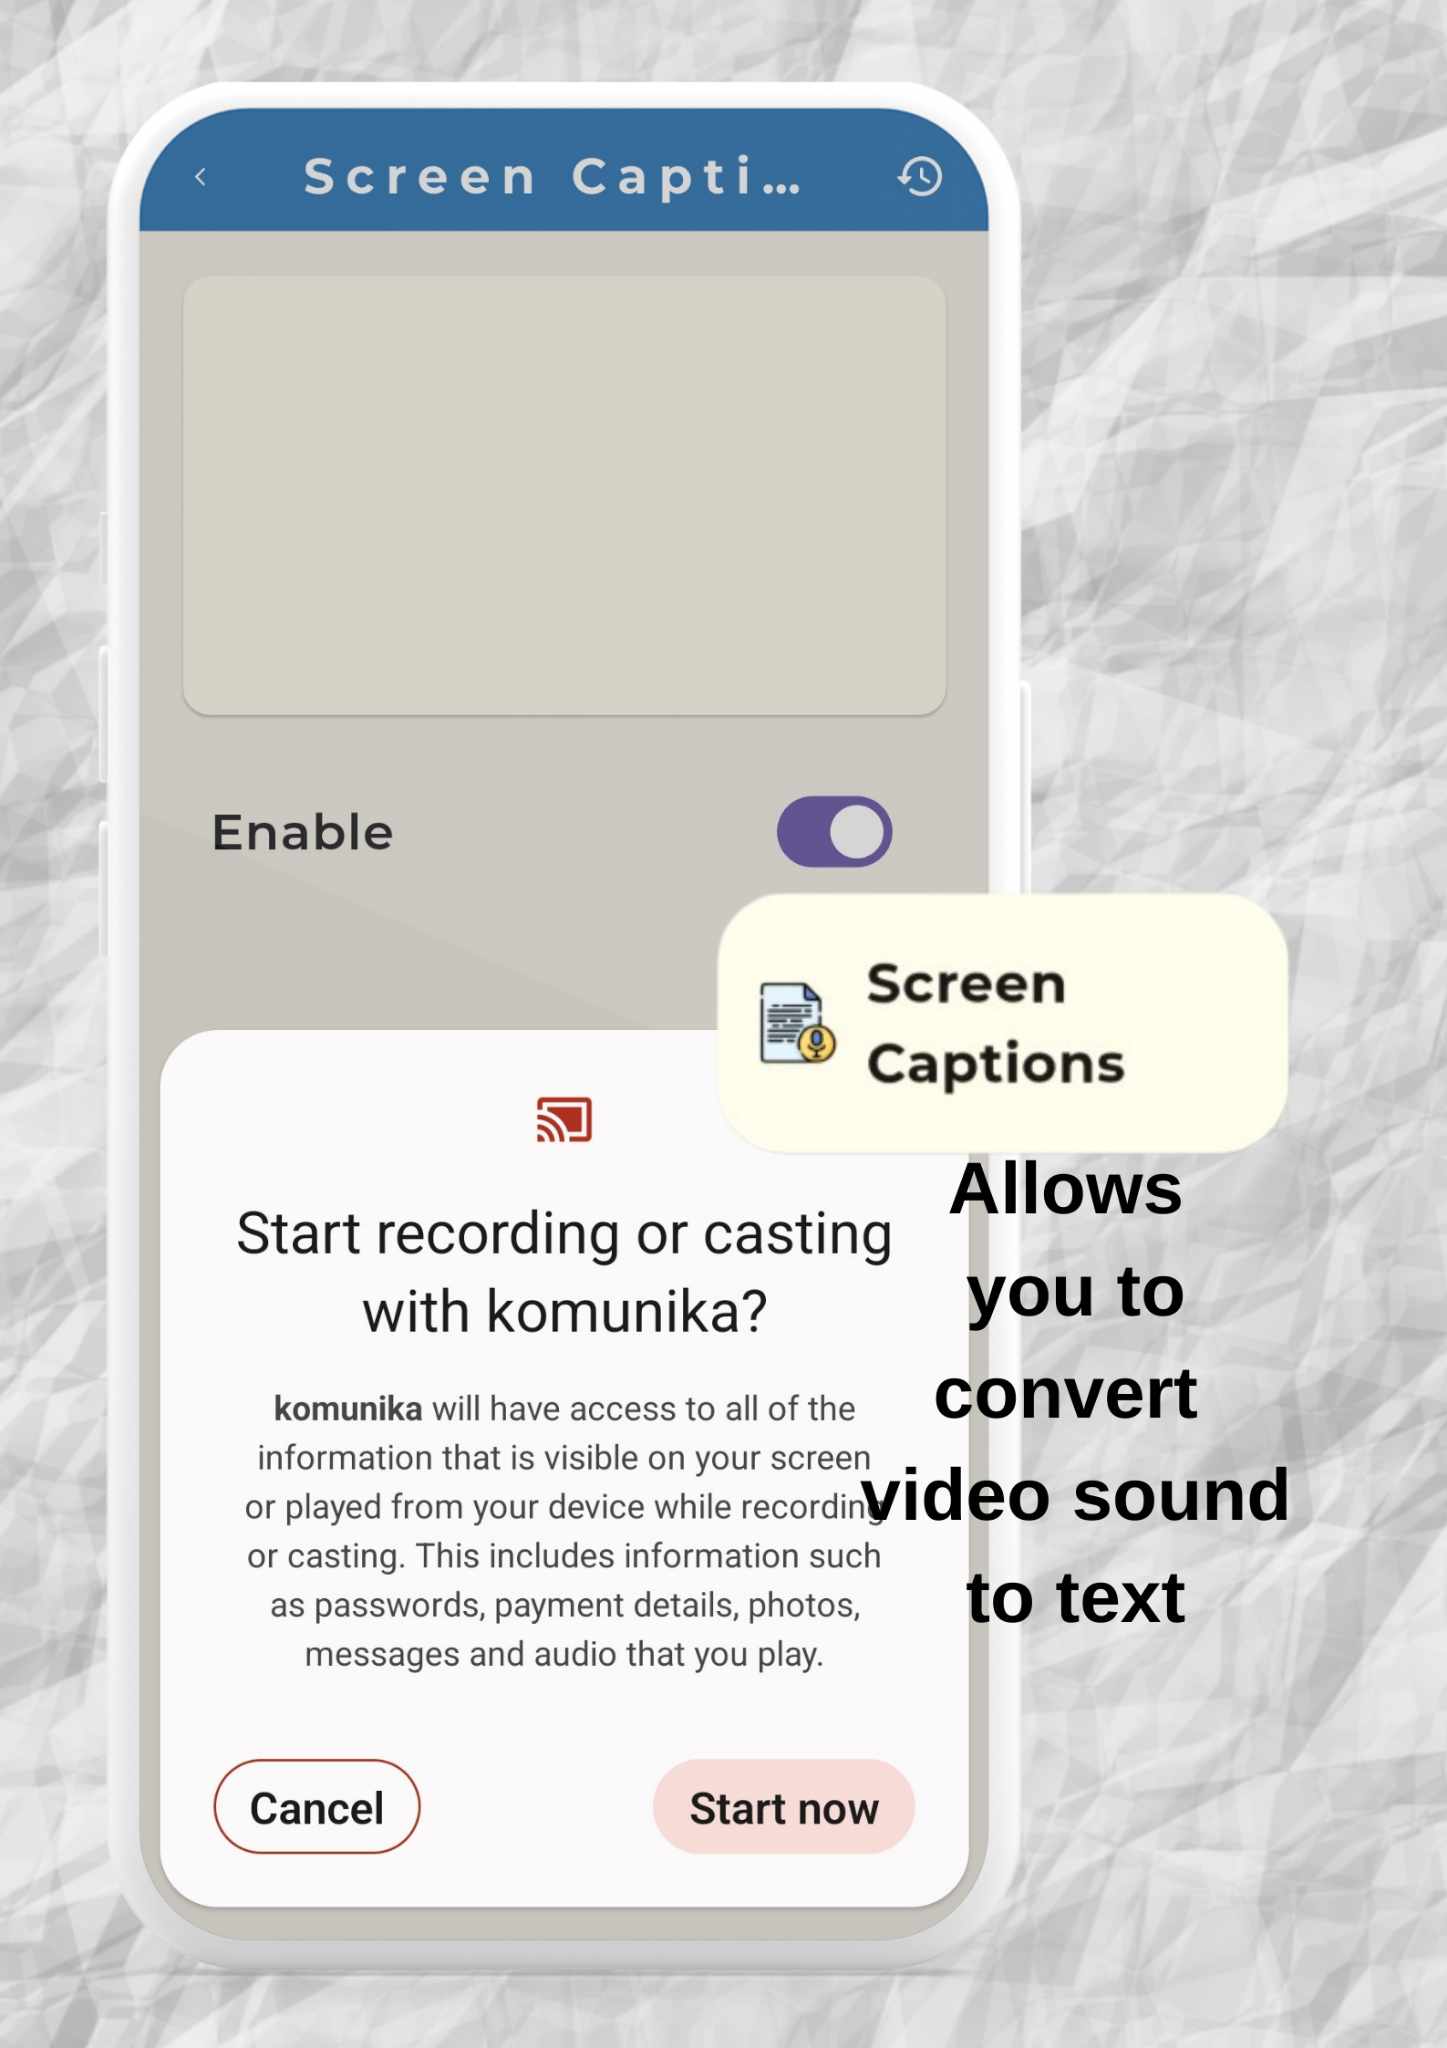 Screen Capti...
Enable
Screen
Captions
Start recording or casting
with komunika?
komunika will have access to all of the
information that is visible on your screen
or played from your device while recording
or casting. This includes information such
as passwords, payment details, photos,
messages and audio that you play.
Cancel
Start now
Allows
you to
convert
video sound
to text